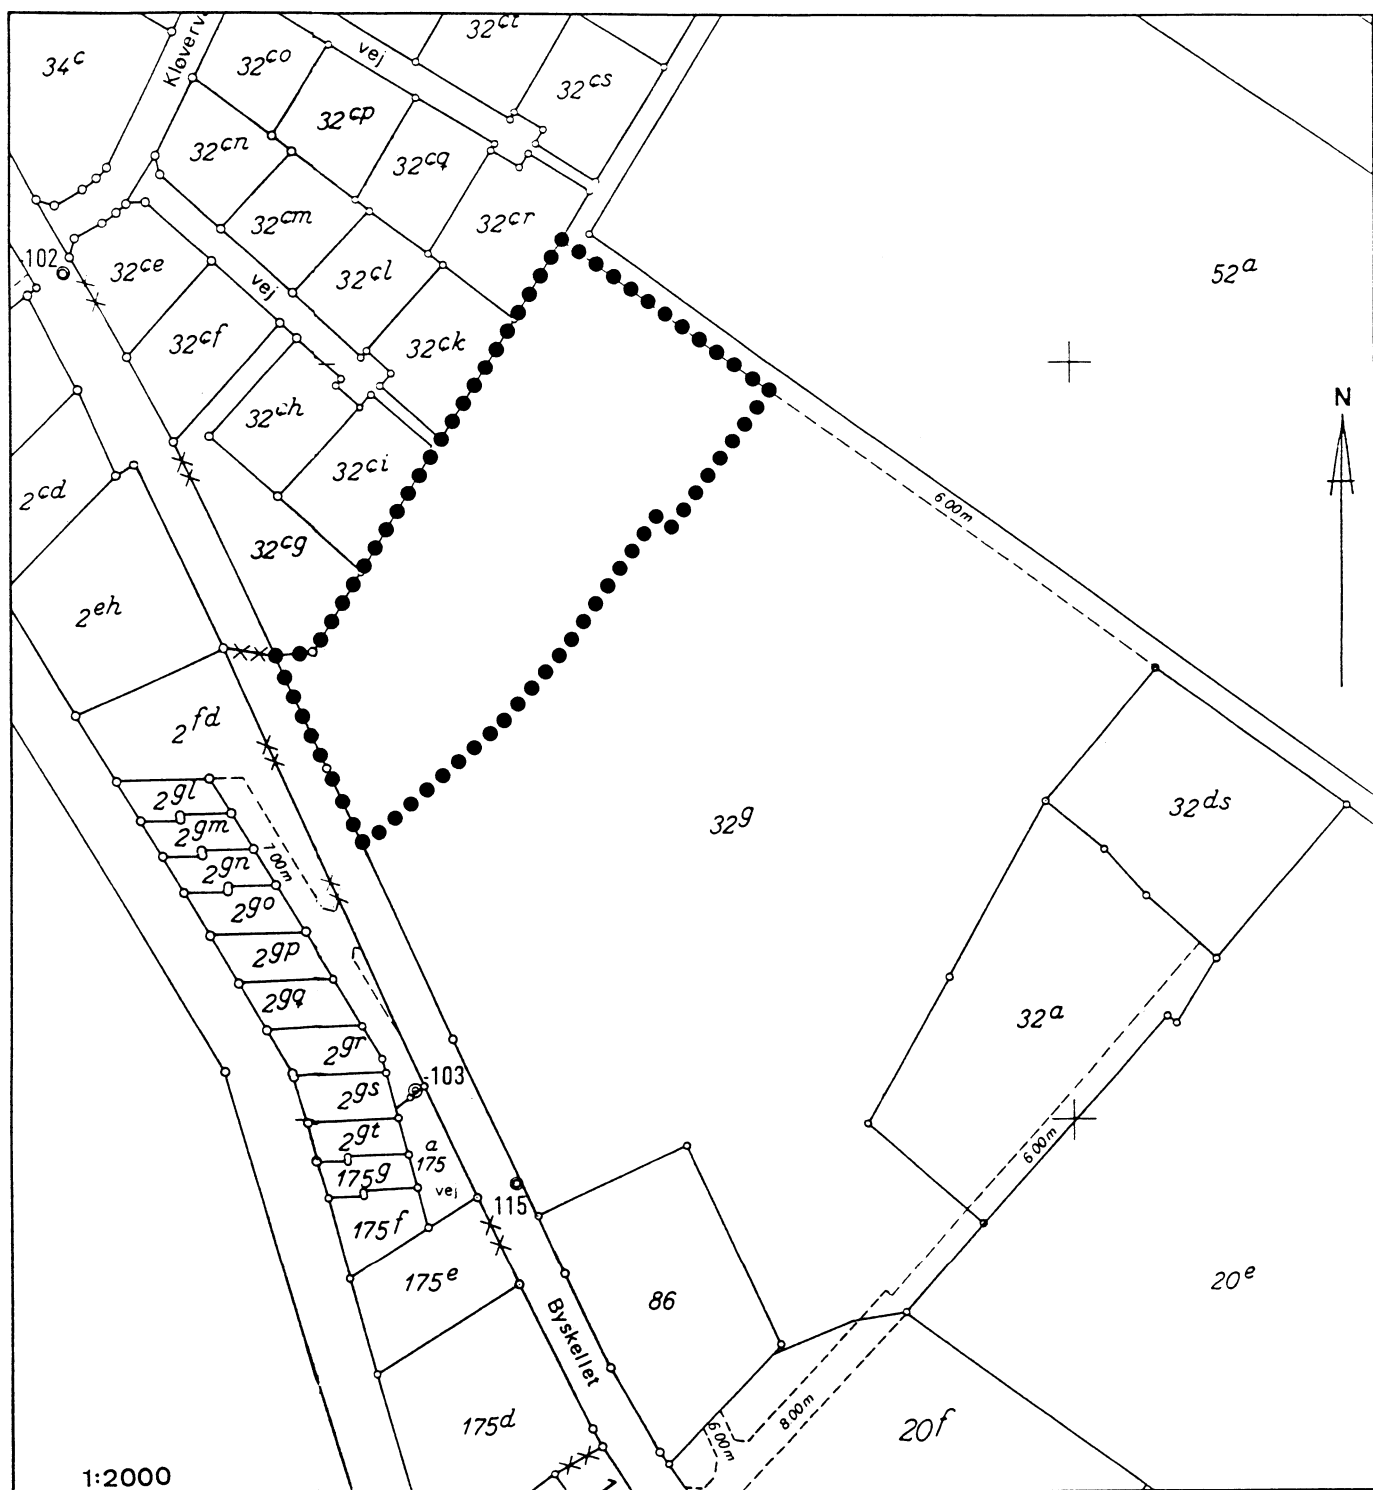 34c
Kløverv
32co
vej
32ct
32cs
32cp
32cn
32cq
32cm
32cr
102
32ce
vej
32cl
52a
32cf
32ck
N
32ch
32ci
2cd
6.00m
32cg
2eh
2fd
2gl
32g
32ds
2gm
7.00m
2gn
2go
2gp
2gq
32a
2gr
103
2gs
2gt
a
175
6.00m
175g
vej
115
175f
175e
20e
86
Byskellet
8.00m
175d
6.00m
20f
1:2000